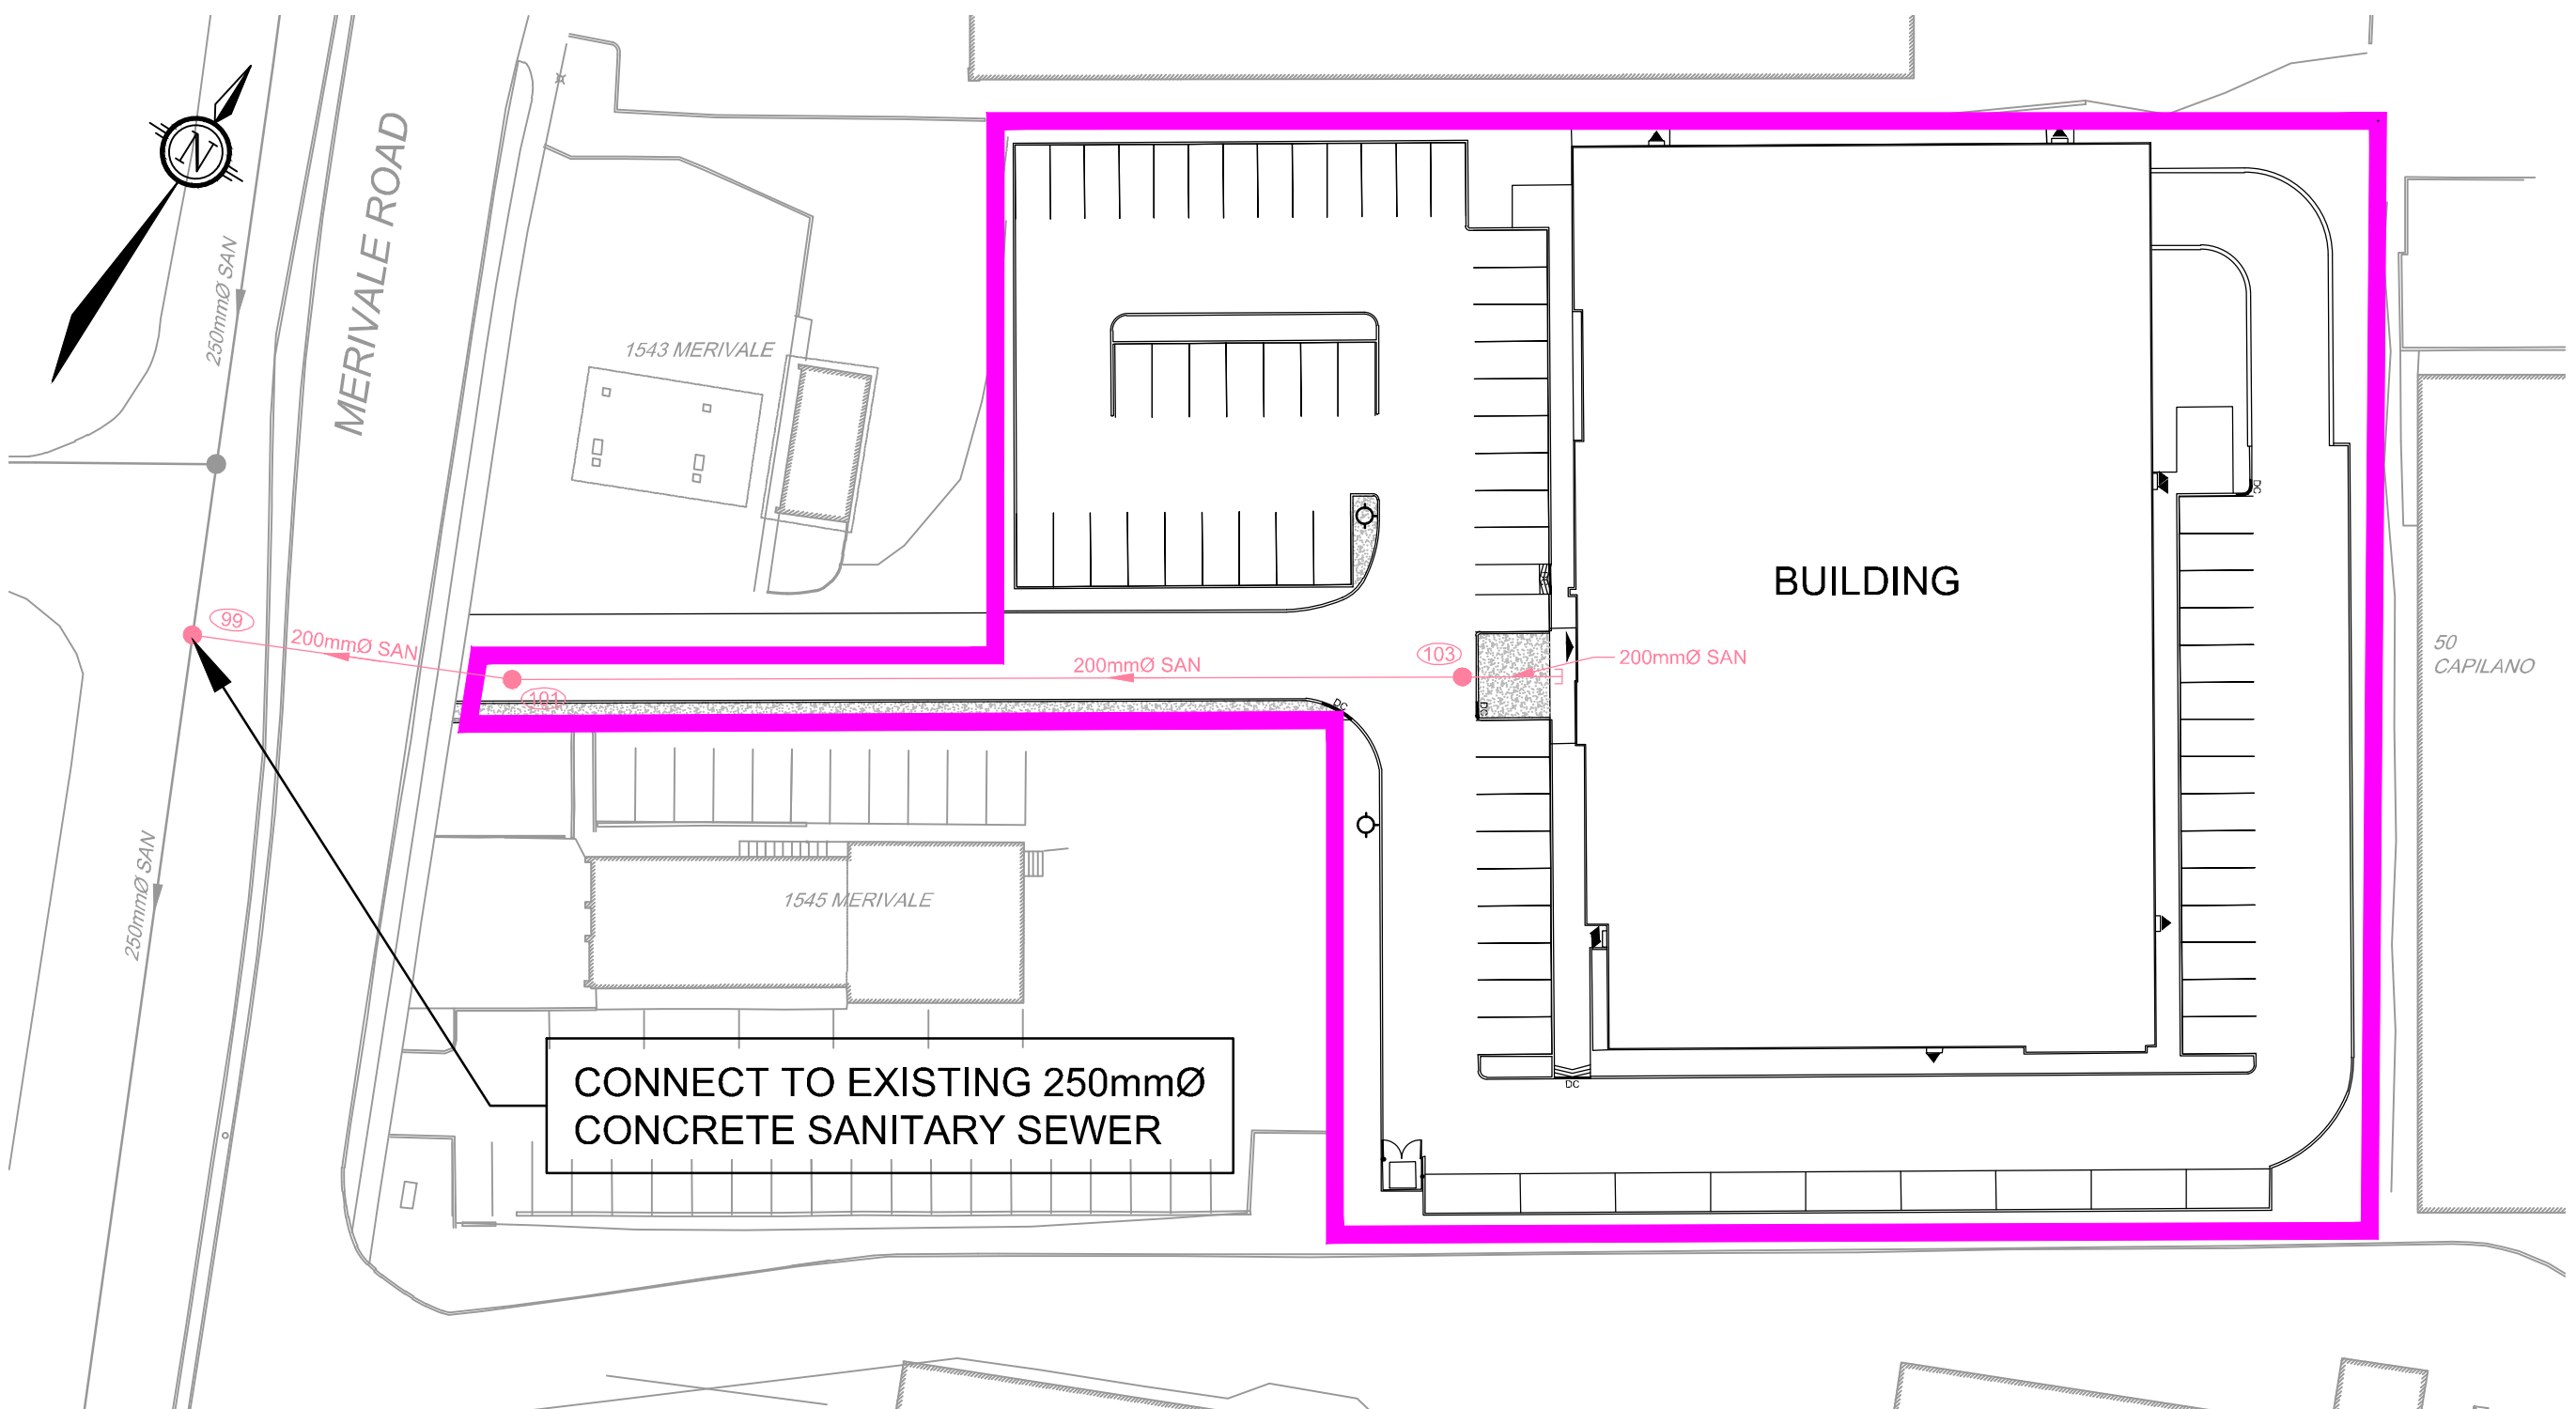 N
MERIVALE ROAD
250mmØ SAN
1543 MERIVALE
DC
BUILDING
99
200mmØ SAN
101
200mmØ SAN
103
200mmØ SAN
50
CAPILANO
DC
DC
250mmØ SAN
1545 MERIVALE
CONNECT TO EXISTING 250mmØ
CONCRETE SANITARY SEWER
DC